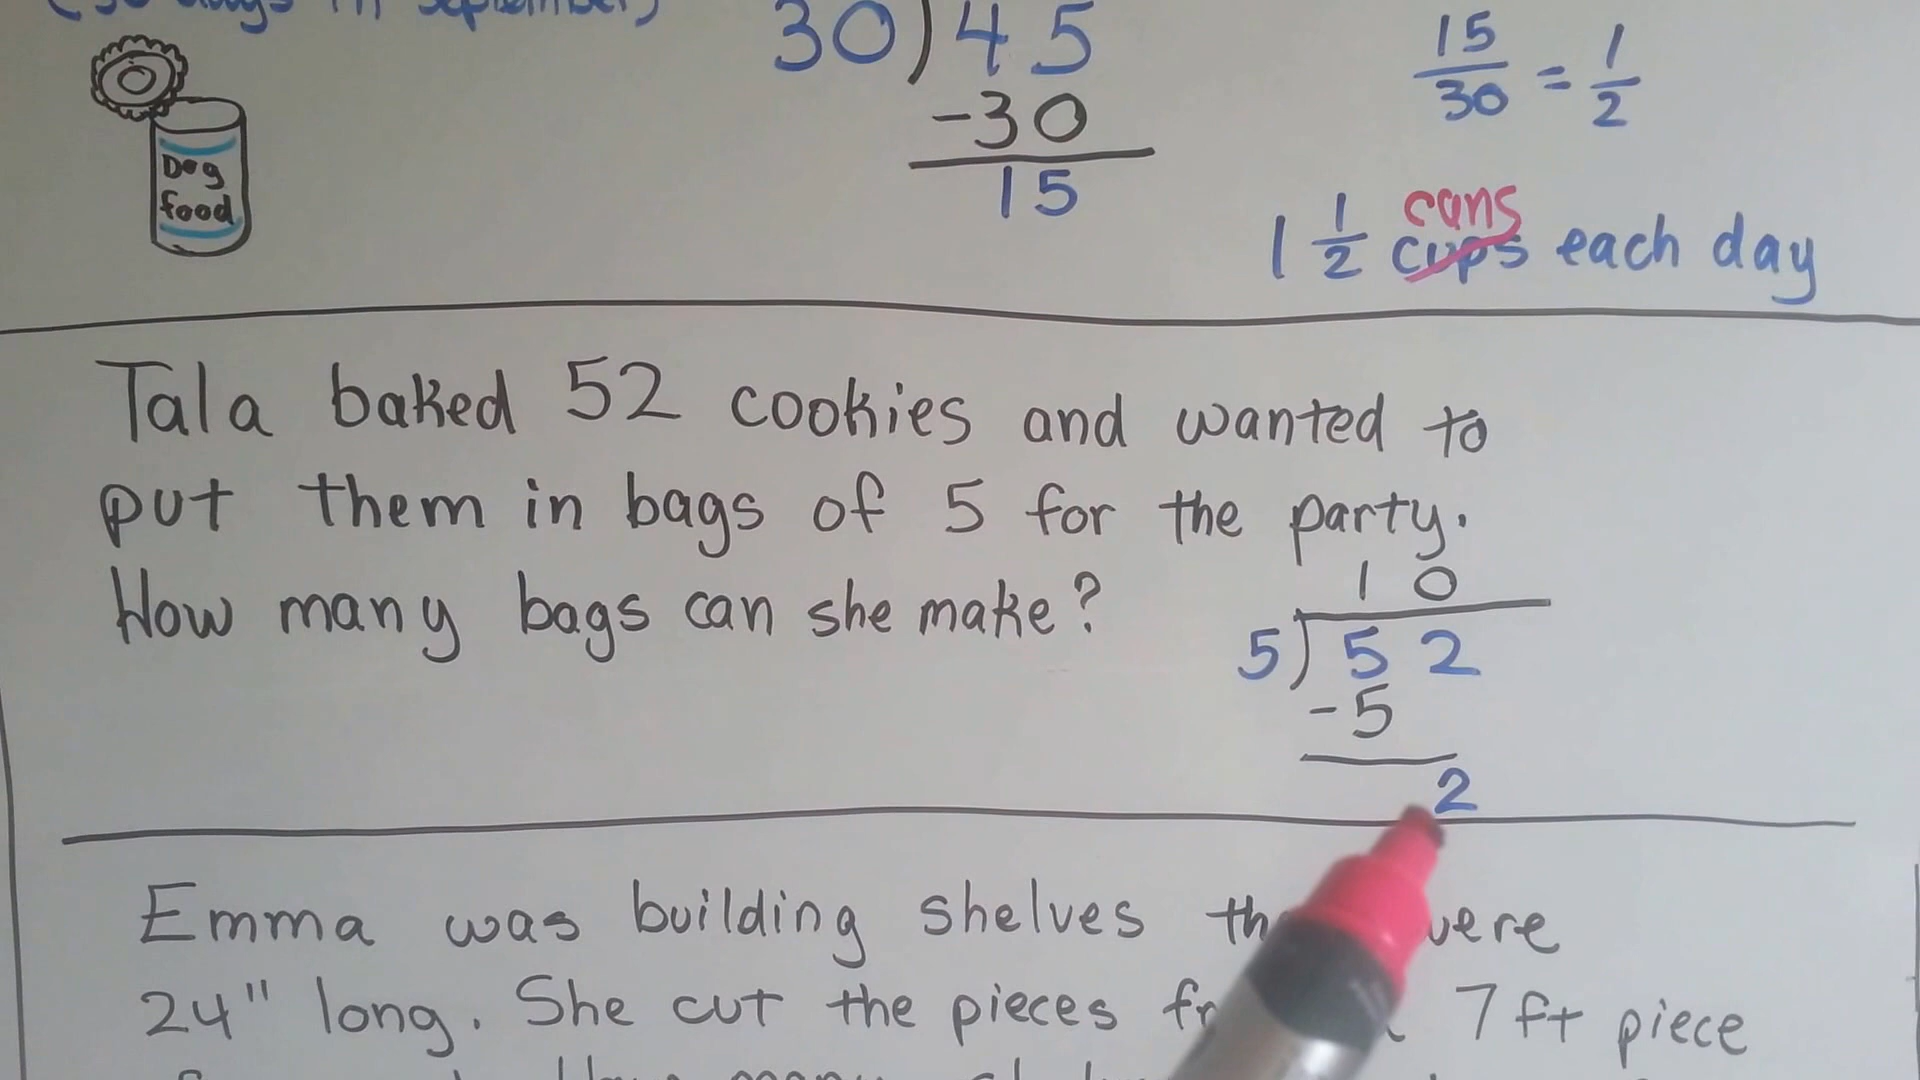 30)45
-30
15
15/30 = 1/2
Dog
food
cans
1 1/2 cups each day
Tala baked 52 cookies and wanted to
put them in bags of 5 for the party.
How many bags can she make?
10
5)52
-5
2
Emma was building shelves were
24" long. She cut the pieces 7 ft piece